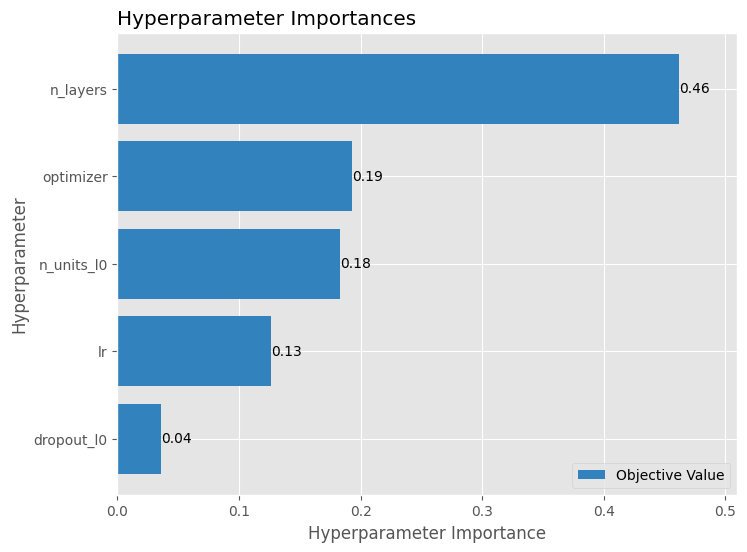 Hyperparameter Importances
Hyperparameter
n_layers
0.46
optimizer
0.19
n_units_l0
0.18
lr
0.13
dropout_l0
0.04
Objective Value
0.0 0.1 0.2 0.3 0.4 0.5
Hyperparameter Importance